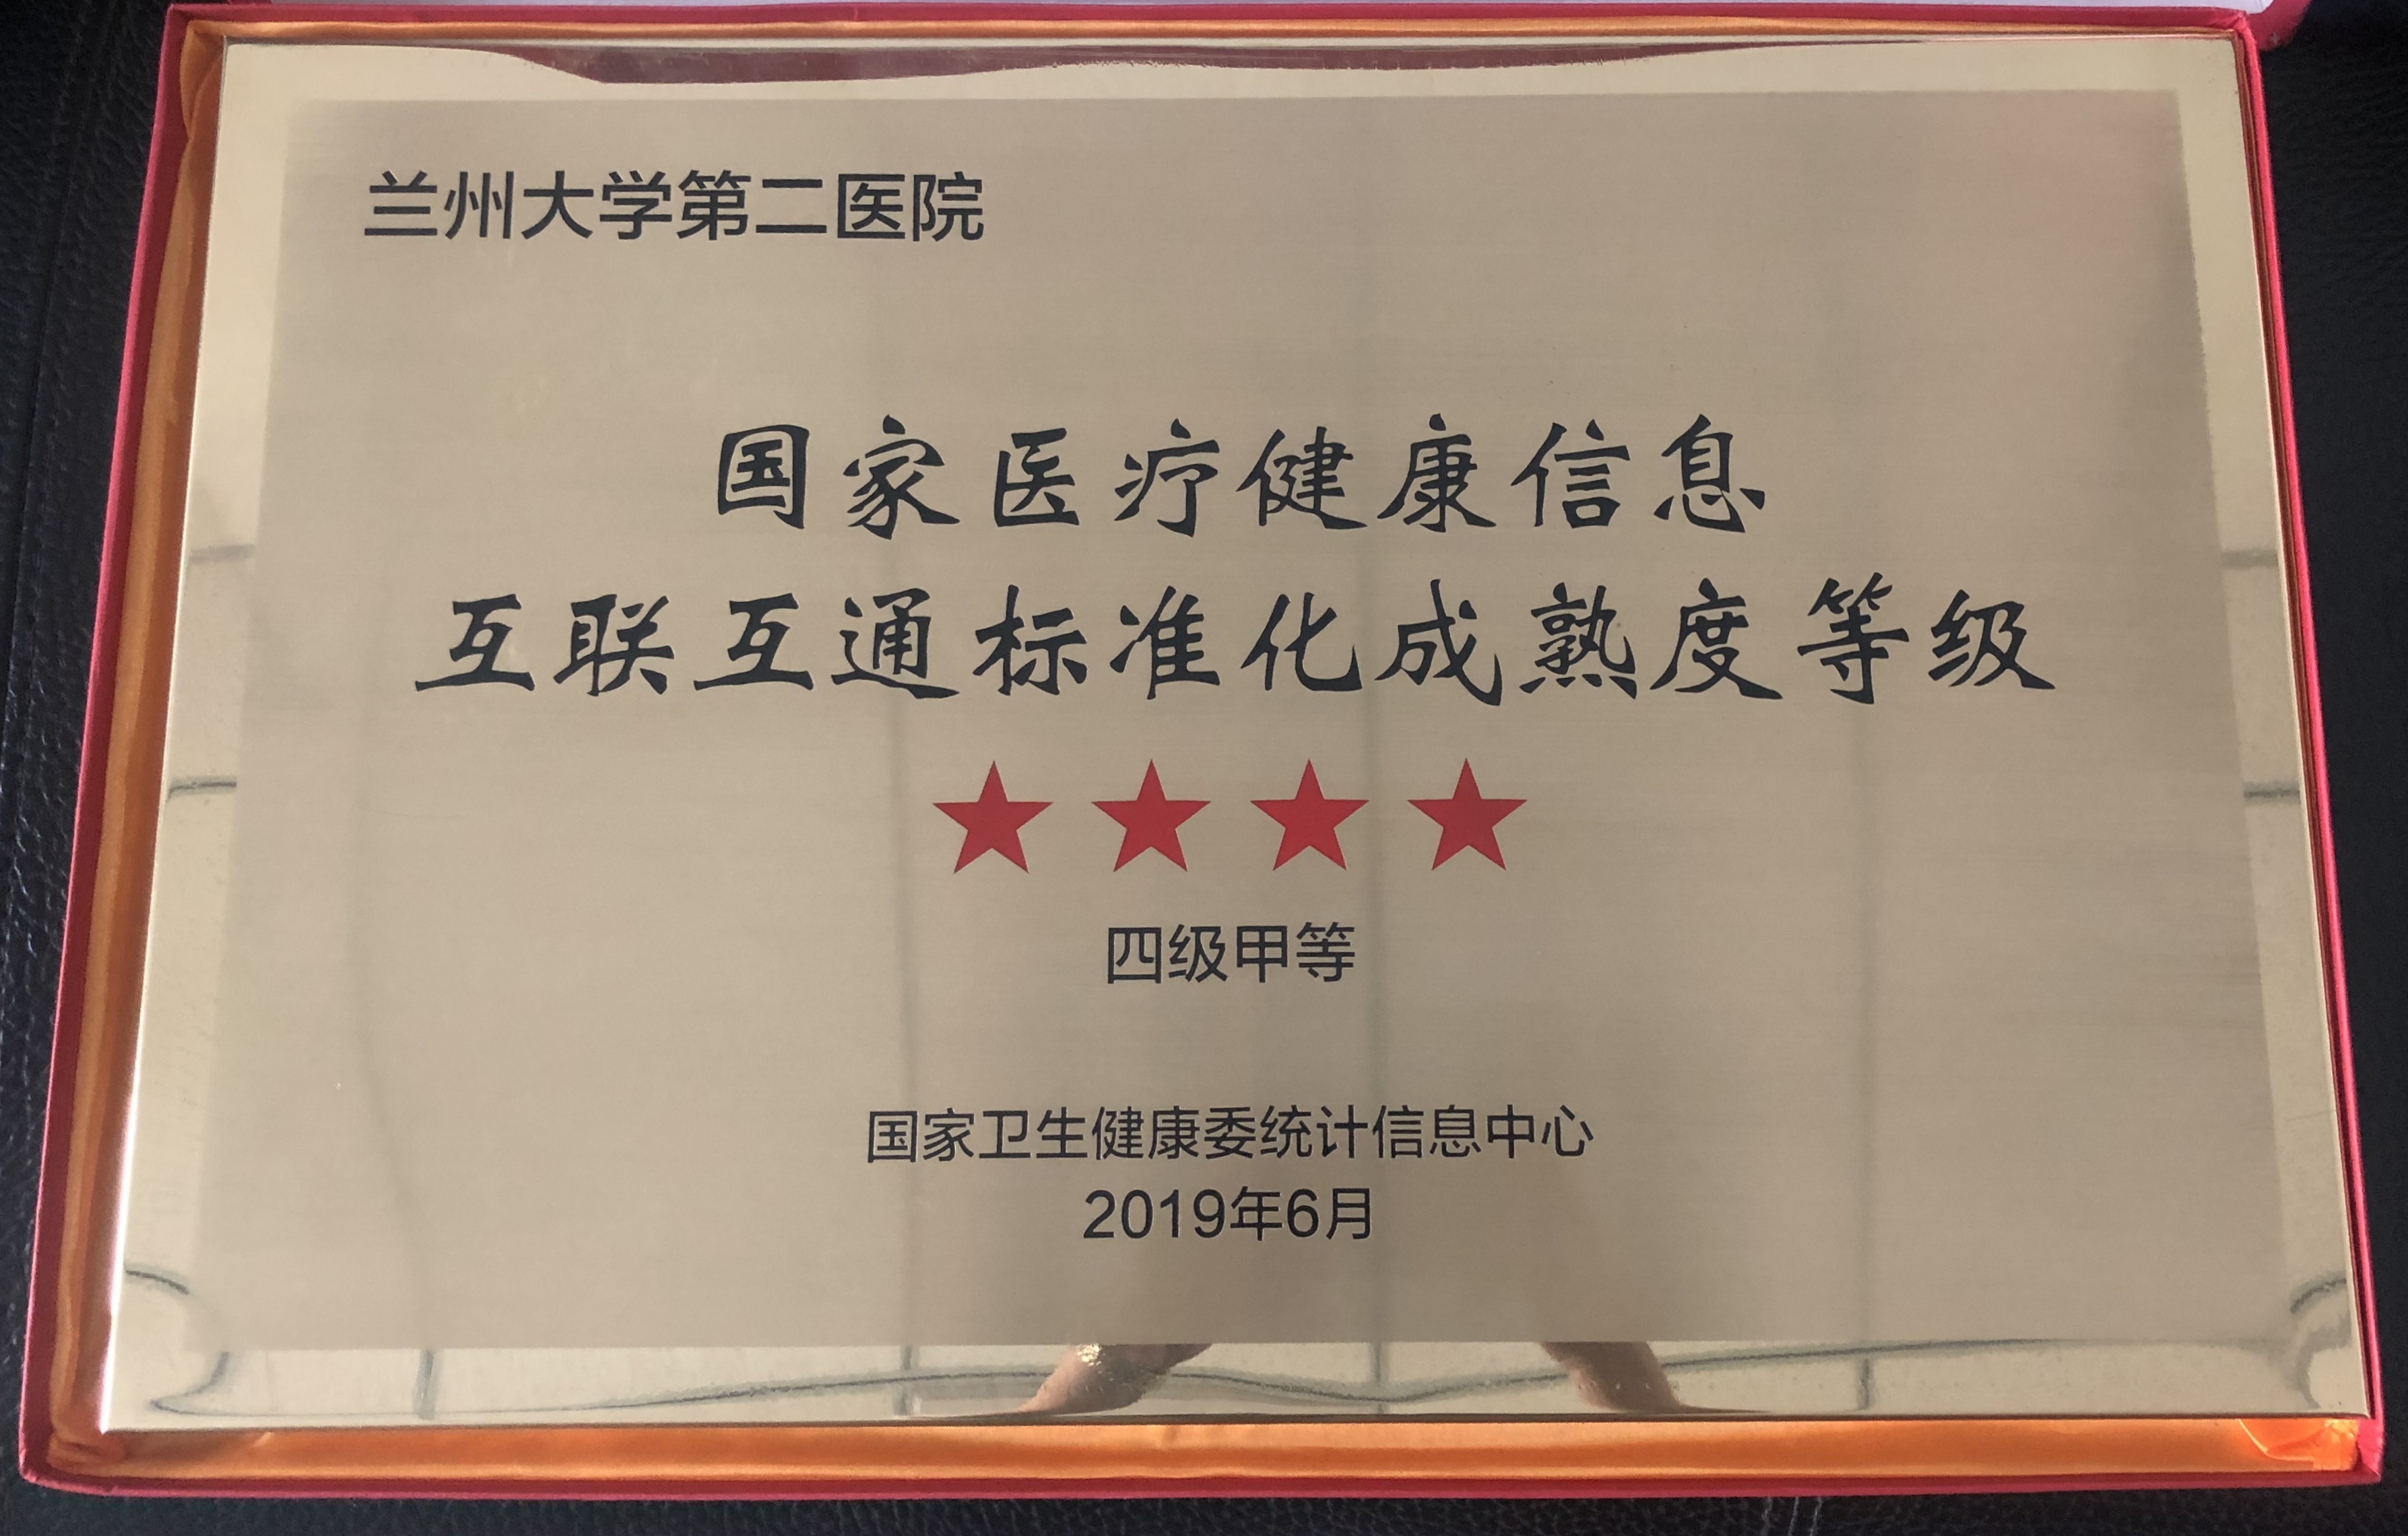 兰州大学第二医院
国家医疗健康信息
互联互通标准化成熟度等级
★★★★
四级甲等
国家卫生健康委统计信息中心
2019年6月